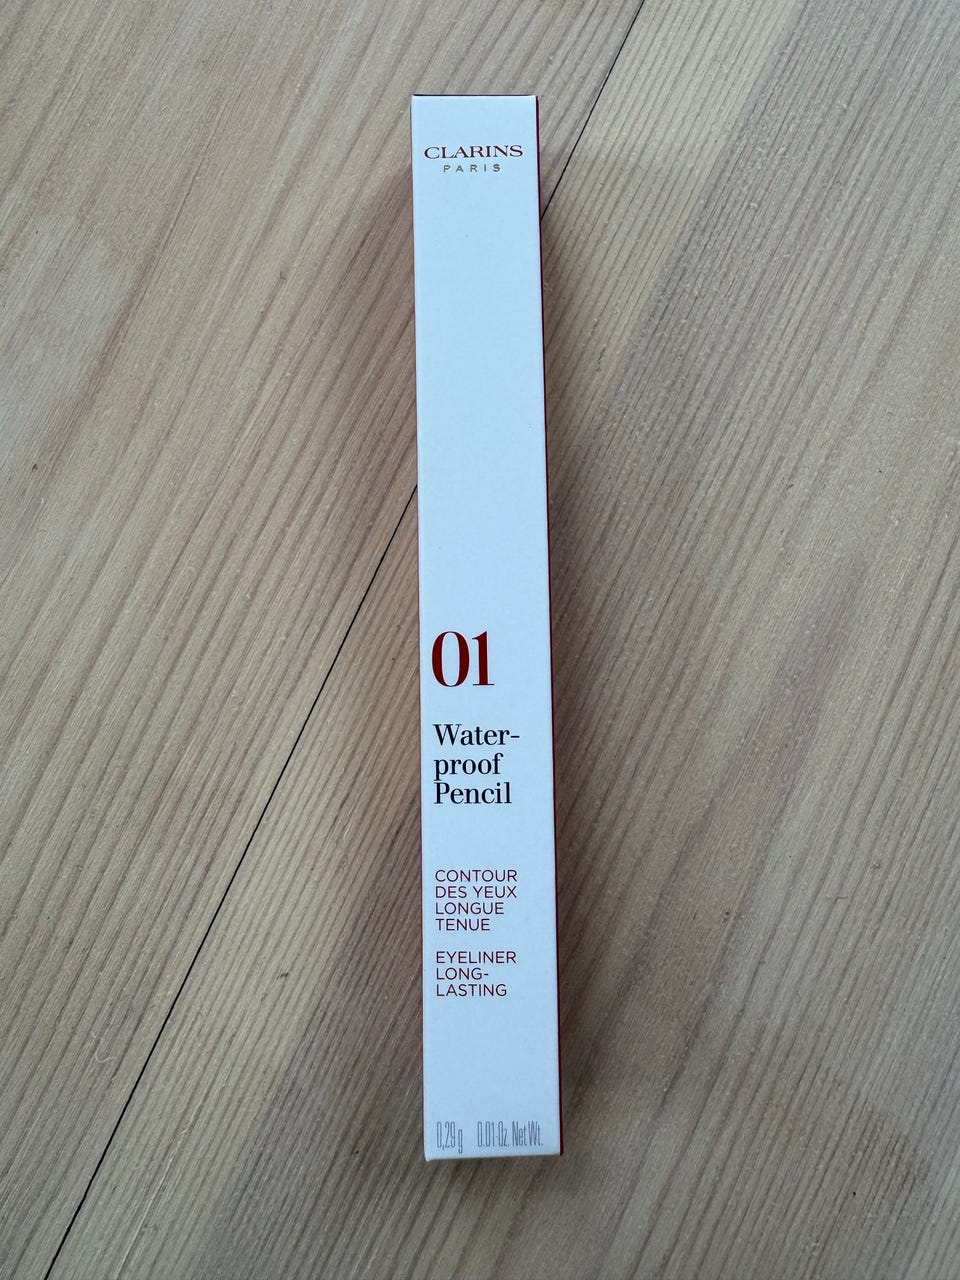 CLARINS
PARIS
01
Water-
proof
Pencil
CONTOUR
DES YEUX
LONGUE
TENUE
EYELINER
LONG-
LASTING
0,29 g 0.01 Oz. Net Wt.